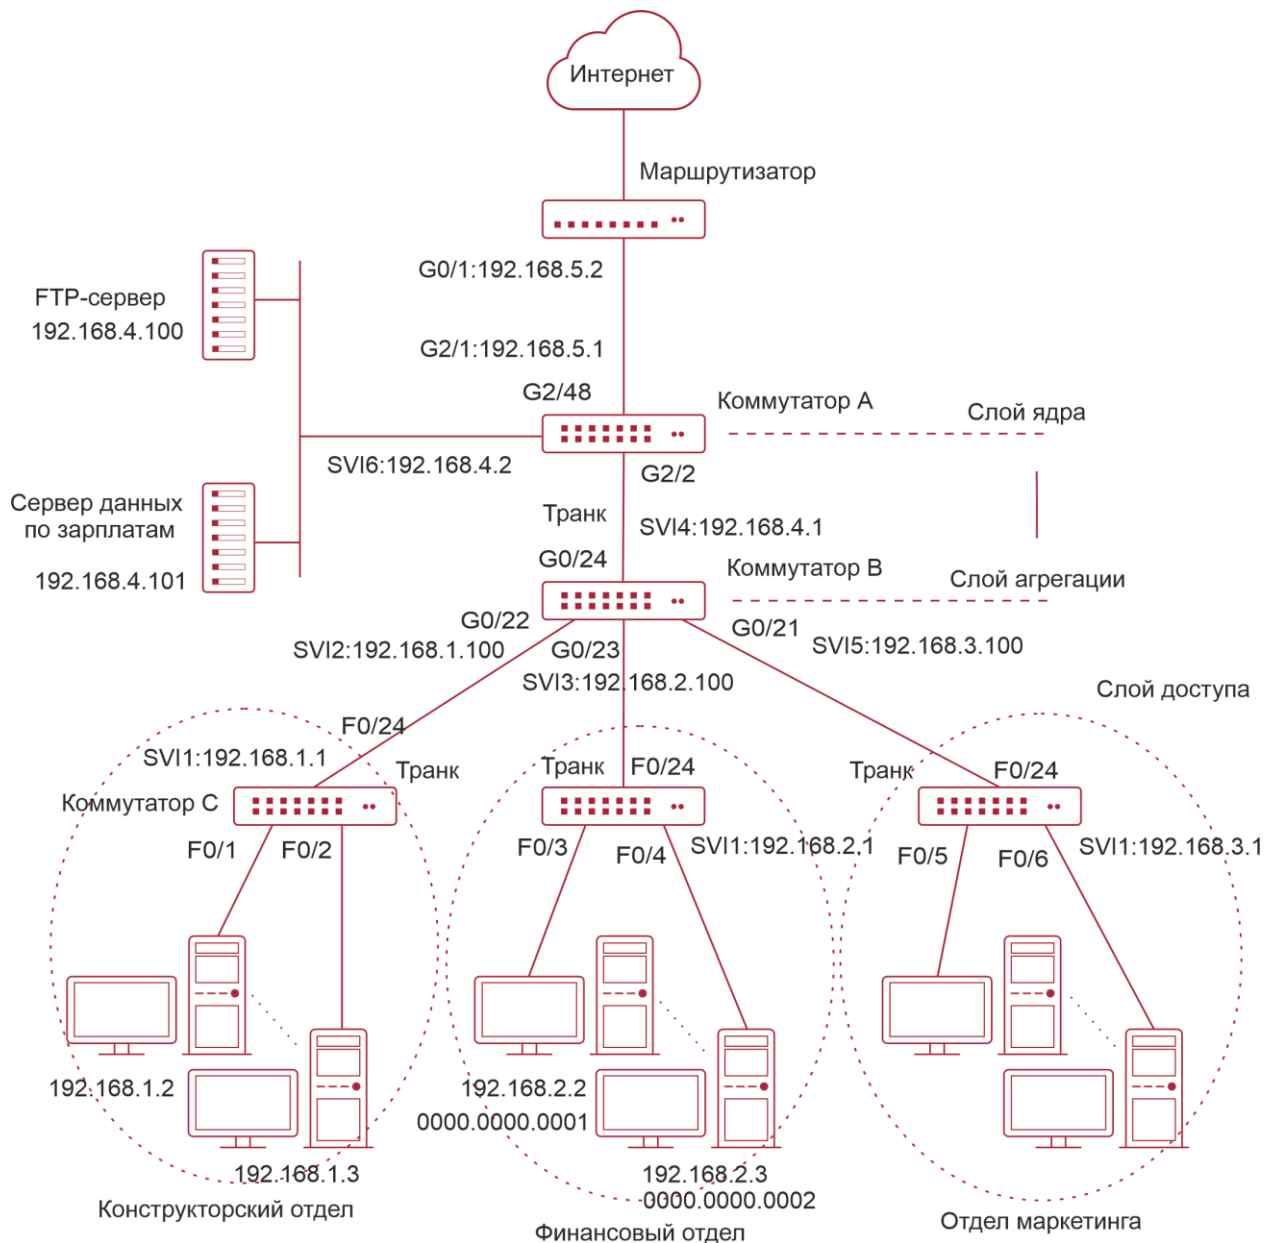 Интернет
Маршрутизатор
G0/1:192.168.5.2
FTP-сервер
192.168.4.100
G2/1:192.168.5.1
G2/48
Коммутатор A
Слой ядра
SVI6:192.168.4.2
G2/2
Сервер данных
по зарплатам
192.168.4.101
Транк
SVI4:192.168.4.1
G0/24
Коммутатор B
Слой агрегации
G0/22
G0/21
SVI2:192.168.1.100
G0/23
SVI5:192.168.3.100
SVI3:192.168.2.100
Слой доступа
F0/24
SVI1:192.168.1.1
Транк
Транк
F0/24
Транк
F0/24
Коммутатор C
F0/1
F0/2
F0/3
F0/4
SVI1:192.168.2.1
F0/5
F0/6
SVI1:192.168.3.1
192.168.1.2
192.168.2.2
0000.0000.0001
192.168.1.3
192.168.2.3
0000.0000.0002
Конструкторский отдел
Финансовый отдел
Отдел маркетинга